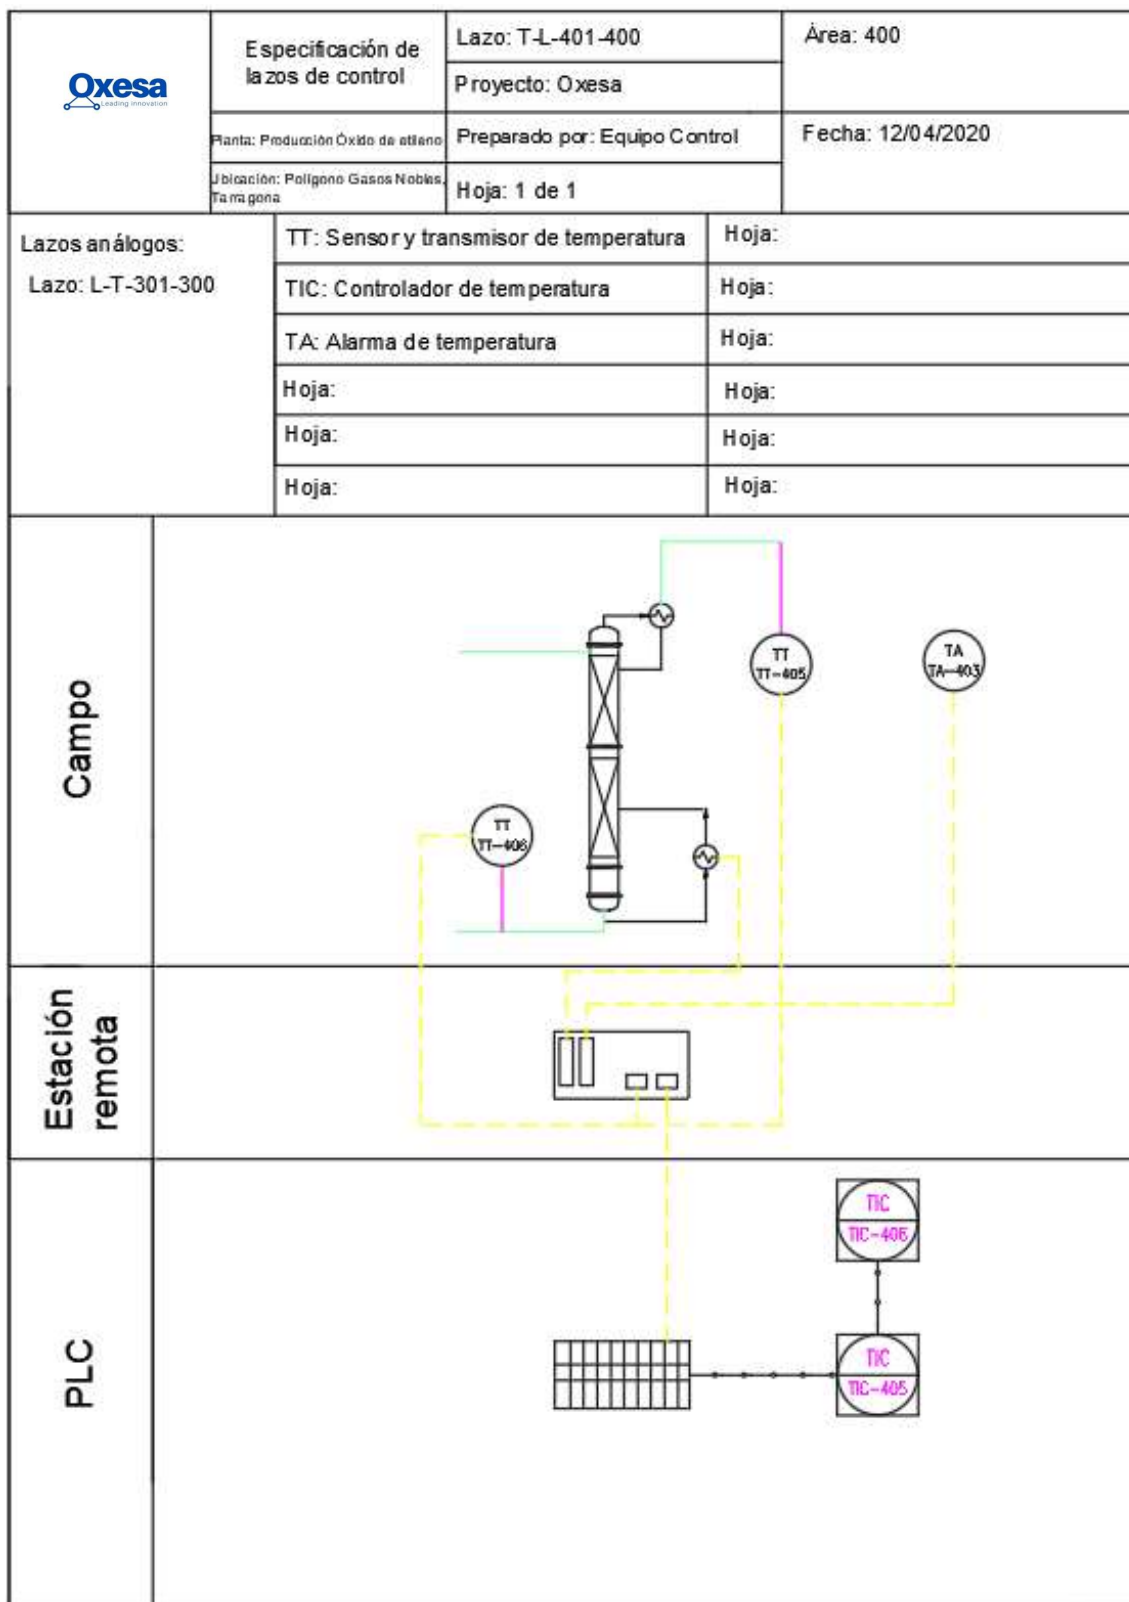 Oxesa
Leading innovation
Especificación de
lazos de control
Lazo: T-L-401-400
Área: 400
Proyecto: Oxesa
Planta: Producción Óxido de etileno
Preparado por: Equipo Control
Fecha: 12/04/2020
Ubicación: Polígono Gasos Nobles,
Tarragona
Hoja: 1 de 1
Lazos análogos:
Lazo: L-T-301-300
TT: Sensor y transmisor de temperatura
Hoja:
TIC: Controlador de temperatura
Hoja:
TA: Alarma de temperatura
Hoja:
Hoja:
Hoja:
Hoja:
Hoja:
Hoja:
Hoja:
Campo
TT
TT-405
TA
TA-403
TT
TT-406
Estación
remota
PLC
TIC
TIC-406
TIC
TIC-405